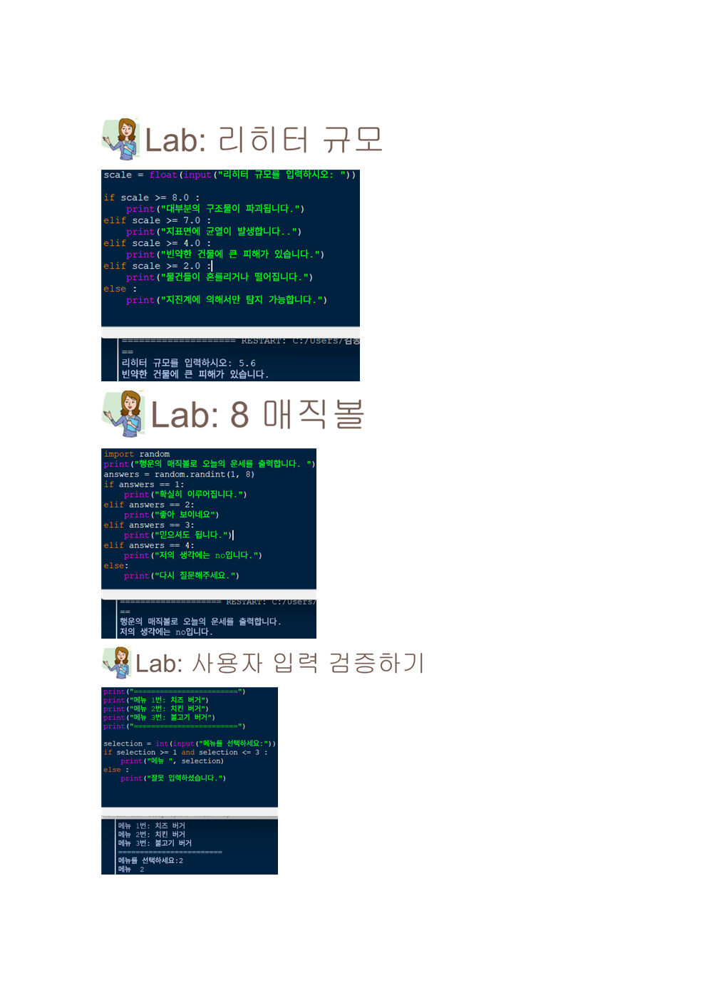 Lab: 리히터 규모
scale = float(input("리히터 규모를 입력하시오: "))
if scale >= 8.0 :
print("대부분의 구조물이 파괴됩니다.")
elif scale >= 7.0 :
print("지표면에 균열이 발생합니다..")
elif scale >= 4.0 :
print("빈약한 건물에 큰 피해가 있습니다.")
elif scale >= 2.0 :
print("물건들이 흔들리거나 떨어집니다.")
else :
print("지진계에 의해서만 탐지 가능합니다.")
==================== RESTART: C:/Users/김
==
리히터 규모를 입력하시오: 5.6
빈약한 건물에 큰 피해가 있습니다.
Lab: 8 매직볼
import random
print("행운의 매직볼로 오늘의 운세를 출력합니다. ")
answers = random.randint(1, 8)
if answers == 1:
print("확실히 이루어집니다.")
elif answers == 2:
print("좋아 보이네요")
elif answers == 3:
print("믿으셔도 됩니다.")
elif answers == 4:
print("저의 생각에는 no입니다.")
else:
print("다시 질문해주세요.")
==================== RESTART: C:/Users/
==
행운의 매직볼로 오늘의 운세를 출력합니다.
저의 생각에는 no입니다.
Lab: 사용자 입력 검증하기
print("========================")
print("메뉴 1번: 치즈 버거")
print("메뉴 2번: 치킨 버거")
print("메뉴 3번: 불고기 버거")
print("========================")
selection = int(input("메뉴를 선택하세요:"))
if selection >= 1 and selection <= 3 :
print("메뉴 ", selection)
else :
print("잘못 입력하셨습니다.")
메뉴 1번: 치즈 버거
메뉴 2번: 치킨 버거
메뉴 3번: 불고기 버거
========================
메뉴를 선택하세요:2
메뉴  2